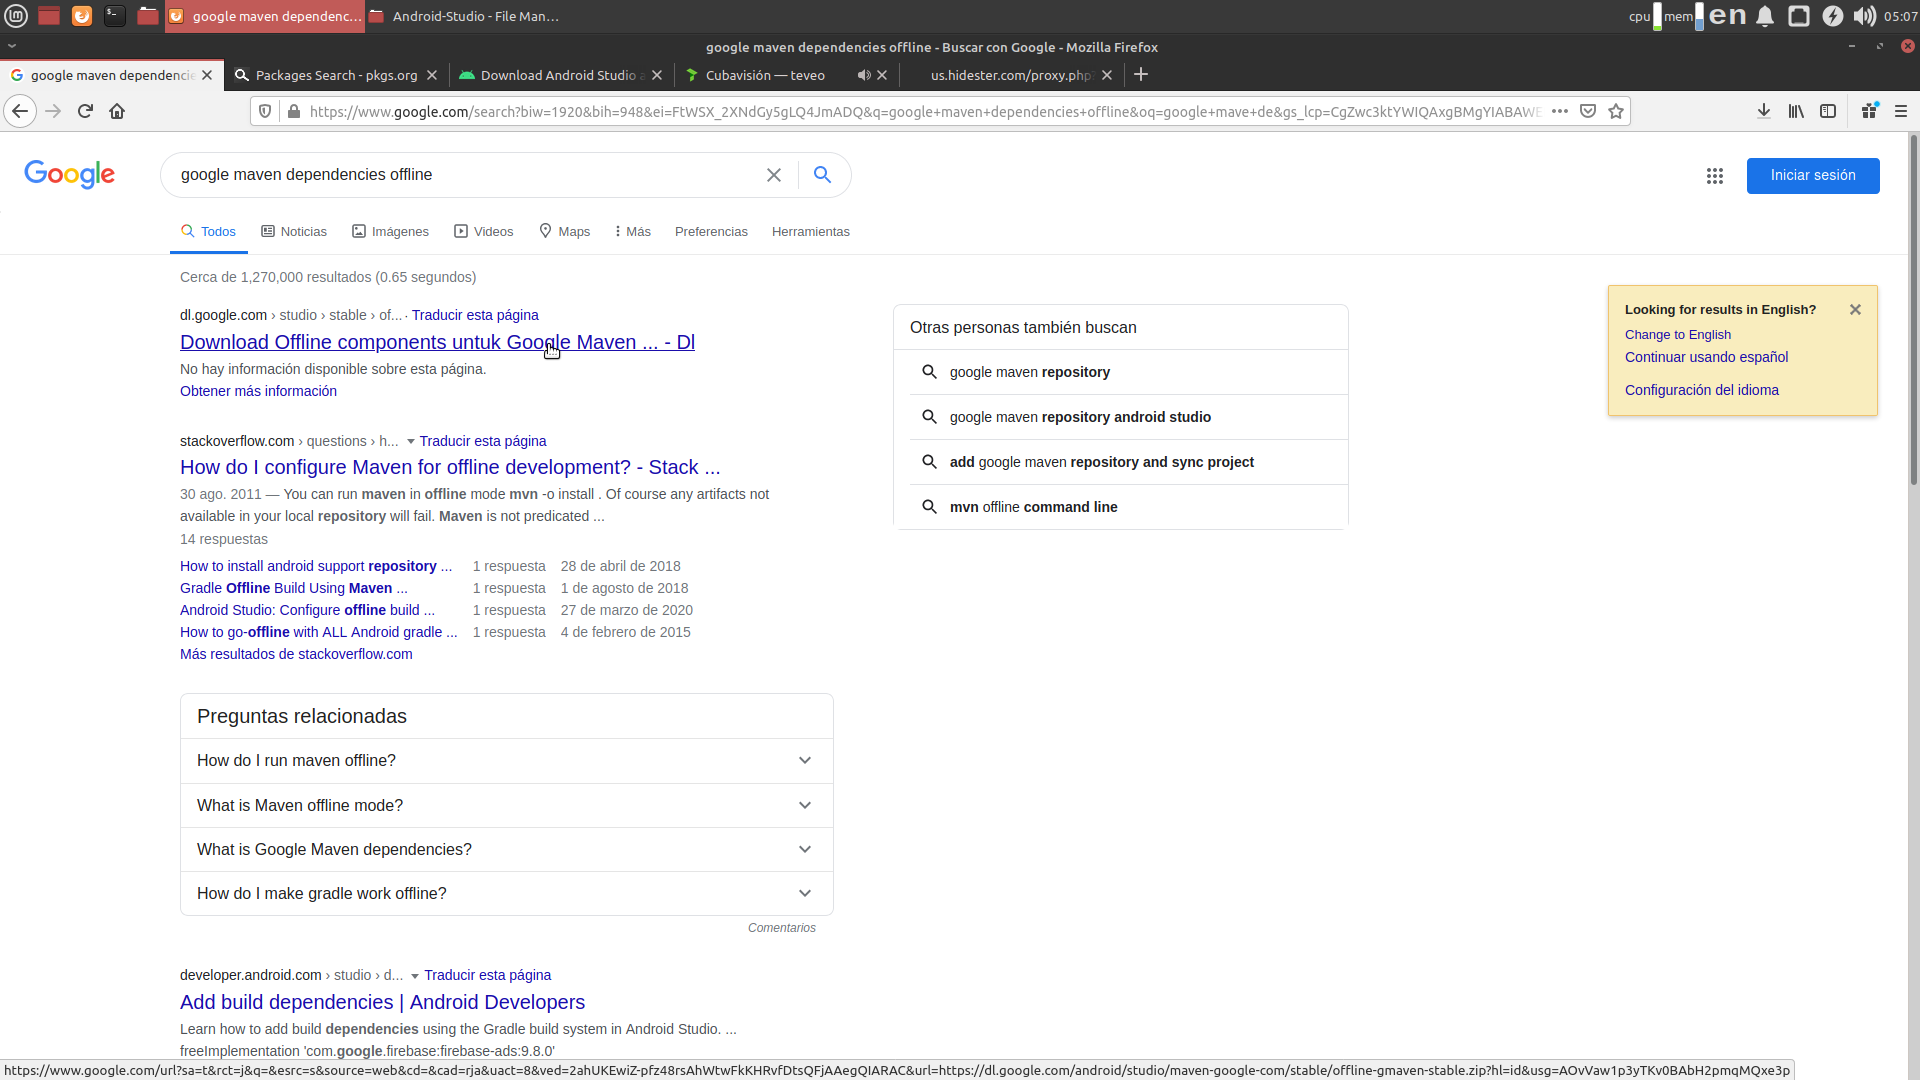 google maven dependenc...
Android-Studio - File Man...
cpu
mem
en
05:07
google maven dependencies offline - Buscar con Google - Mozilla Firefox
google maven dependencie
Packages Search - pkgs.org
Download Android Studio a
Cubavisión — teveo
us.hidester.com/proxy.php?
https://www.google.com/search?biw=1920&bih=948&ei=FtWSX_2XNdGy5gLQ4JmADQ&q=google+maven+dependencies+offline&oq=google+mave+de&gs_lcp=CgZwc3ktYWIQAxgBMgYIABAWE
Google
google maven dependencies offline
Iniciar sesión
Todos
Noticias
Imágenes
Videos
Maps
Más
Preferencias
Herramientas
Cerca de 1,270,000 resultados (0.65 segundos)
dl.google.com › studio › stable › of... · Traducir esta página
Download Offline components untuk Google Maven ... - Dl
No hay información disponible sobre esta página.
Obtener más información
stackoverflow.com › questions › h... Traducir esta página
How do I configure Maven for offline development? - Stack ...
30 ago. 2011 — You can run maven in offline mode mvn -o install . Of course any artifacts not
available in your local repository will fail. Maven is not predicated ...
14 respuestas
How to install android support repository ... 1 respuesta 28 de abril de 2018
Gradle Offline Build Using Maven ... 1 respuesta 1 de agosto de 2018
Android Studio: Configure offline build ... 1 respuesta 27 de marzo de 2020
How to go-offline with ALL Android gradle ... 1 respuesta 4 de febrero de 2015
Más resultados de stackoverflow.com
Preguntas relacionadas
How do I run maven offline?
What is Maven offline mode?
What is Google Maven dependencies?
How do I make gradle work offline?
Comentarios
developer.android.com › studio › d... Traducir esta página
Add build dependencies | Android Developers
Learn how to add build dependencies using the Gradle build system in Android Studio. ...
freeImplementation 'com.google.firebase:firebase-ads:9.8.0'
Otras personas también buscan
google maven repository
google maven repository android studio
add google maven repository and sync project
mvn offline command line
Looking for results in English?
Change to English
Continuar usando español
Configuración del idioma
https://www.google.com/url?sa=t&rct=j&q=&esrc=s&source=web&cd=&cad=rja&uact=8&ved=2ahUKEwiZ-pfz48rsAhWtwFkKHRvfDtsQFjAAegQIARAC&url=https://dl.google.com/android/studio/maven-google-com/stable/offline-gmaven-stable.zip?hl=id&usg=AOvVaw1p3yTKv0BAbH2pmqMQxe3p